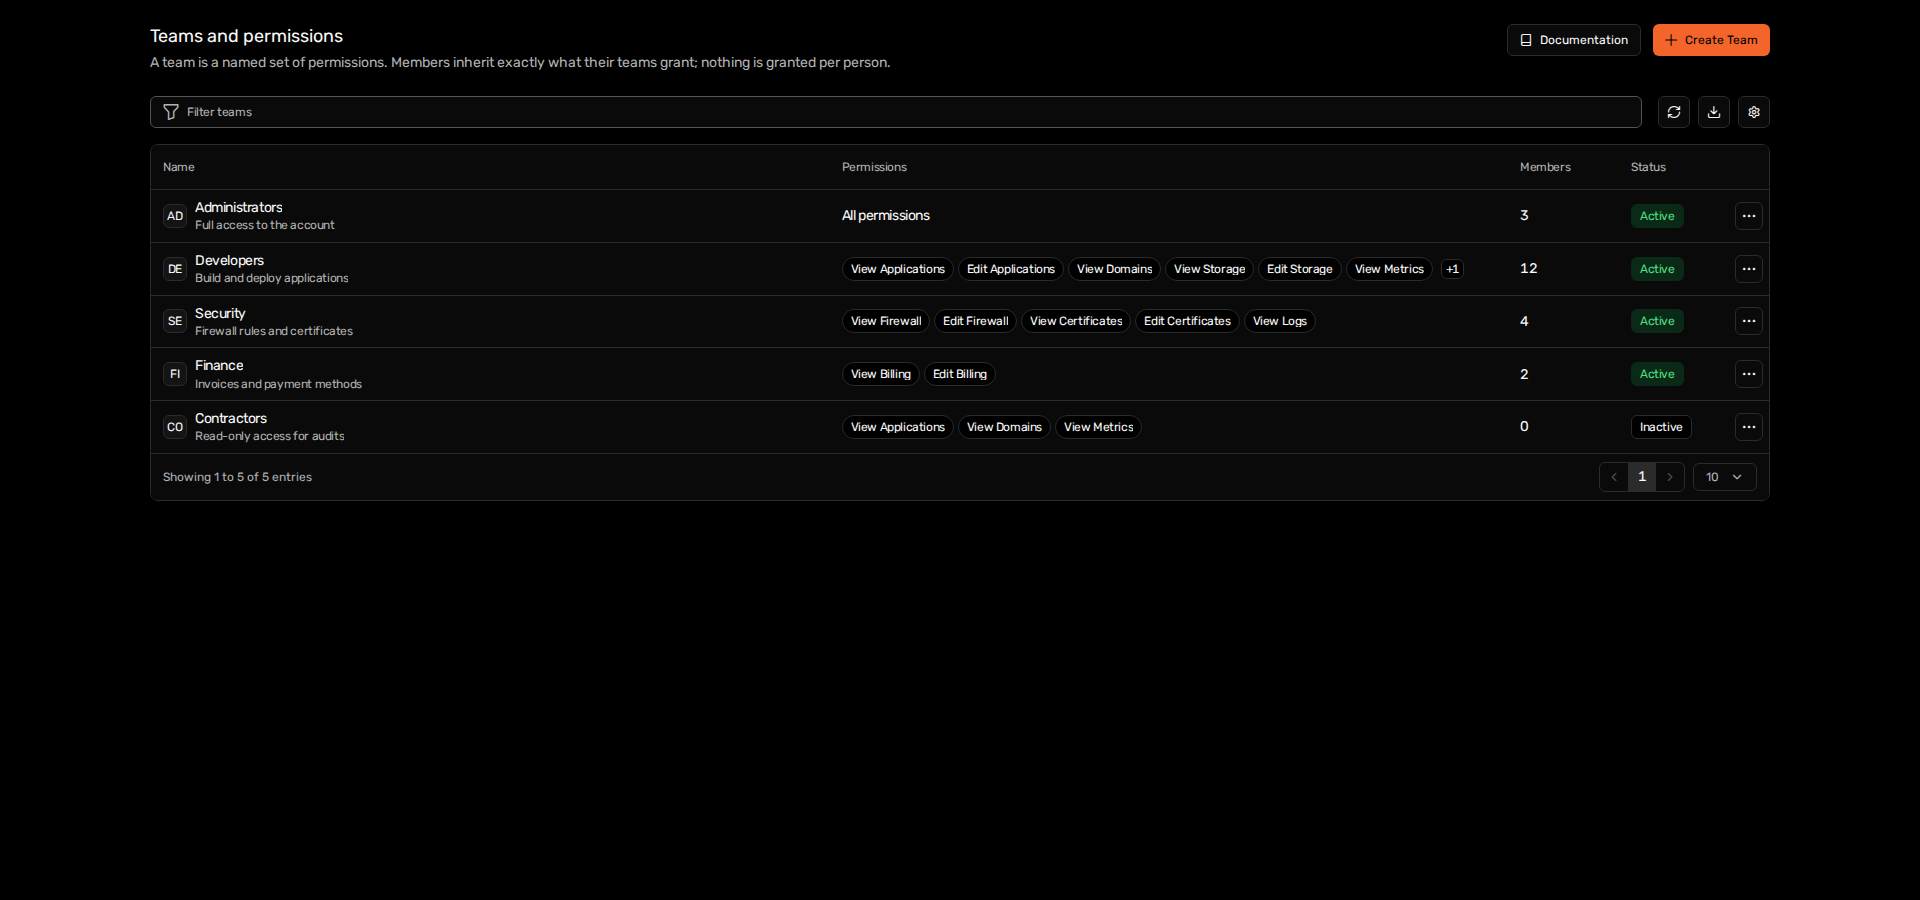 Teams and permissions
A team is a named set of permissions. Members inherit exactly what their teams grant; nothing is granted per person.
Documentation
Create Team
Filter teams
Name Permissions Members Status
AD Administrators All permissions 3 Active
Full access to the account
DE Developers View Applications Edit Applications View Domains View Storage Edit Storage View Metrics +1 12 Active
Build and deploy applications
SE Security View Firewall Edit Firewall View Certificates Edit Certificates View Logs 4 Active
Firewall rules and certificates
FI Finance View Billing Edit Billing 2 Active
Invoices and payment methods
CO Contractors View Applications View Domains View Metrics 0 Inactive
Read-only access for audits
Showing 1 to 5 of 5 entries 1 10